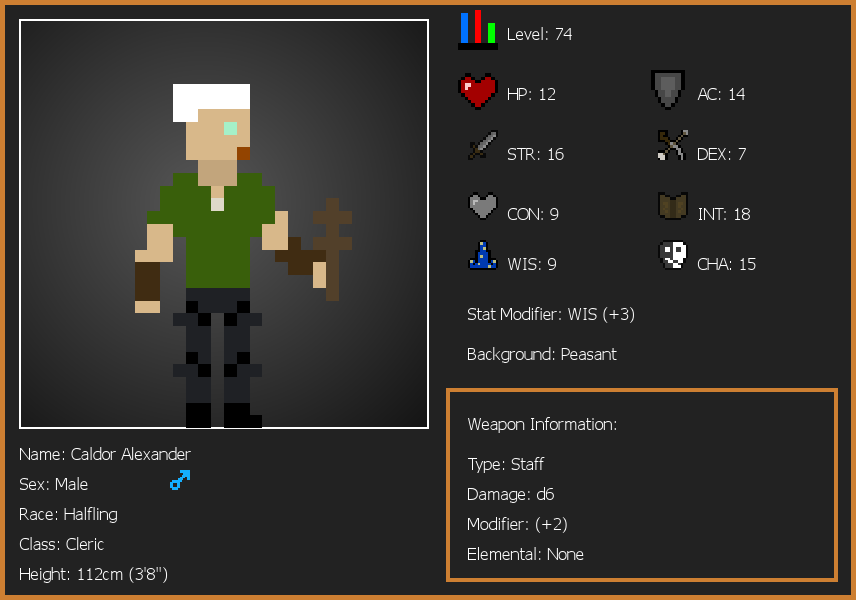 Level: 74
HP: 12
AC: 14
STR: 16
DEX: 7
CON: 9
INT: 18
WIS: 9
CHA: 15
Stat Modifier: WIS (+3)
Background: Peasant
Weapon Information:
Type: Staff
Damage: d6
Modifier: (+2)
Elemental: None
Name: Caldor Alexander
Sex: Male
Race: Halfling
Class: Cleric
Height: 112cm (3'8")